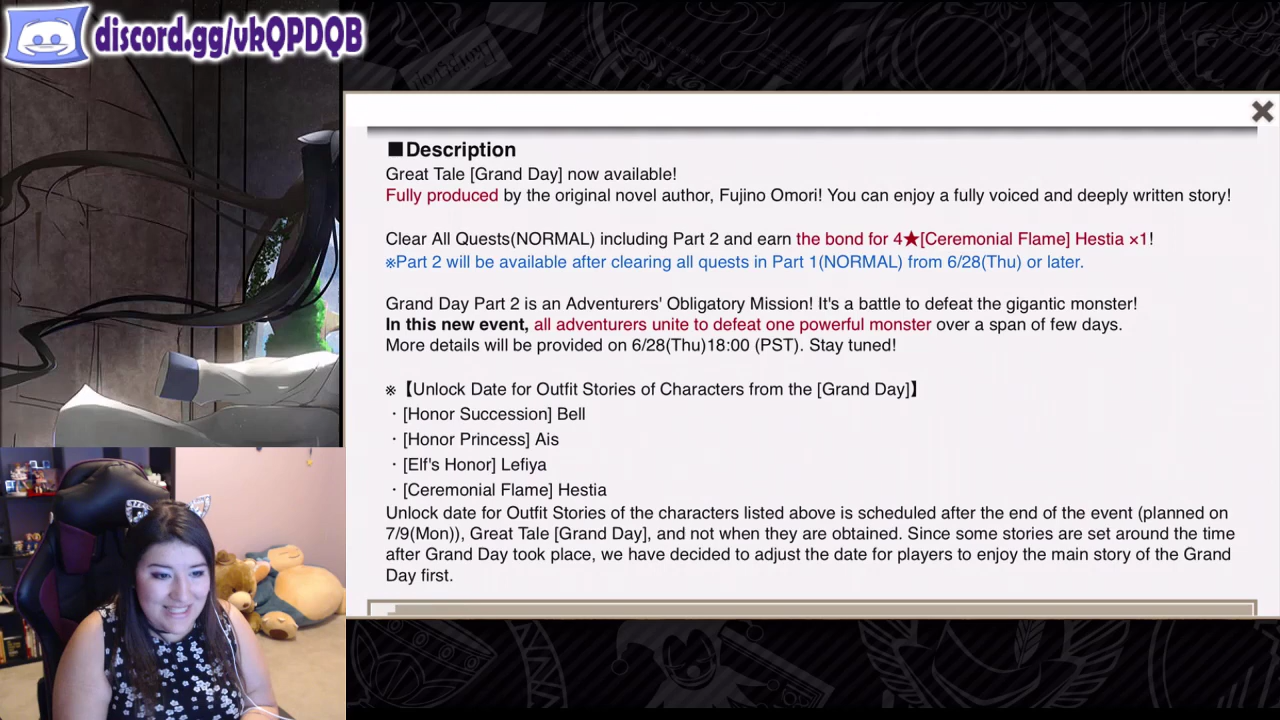 discord.gg/vkQPDQB
■Description
Great Tale [Grand Day] now available!
Fully produced by the original novel author, Fujino Omori! You can enjoy a fully voiced and deeply written story!
Clear All Quests(NORMAL) including Part 2 and earn the bond for 4★[Ceremonial Flame] Hestia ×1!
※Part 2 will be available after clearing all quests in Part 1(NORMAL) from 6/28(Thu) or later.
Grand Day Part 2 is an Adventurers' Obligatory Mission! It's a battle to defeat the gigantic monster!
In this new event, all adventurers unite to defeat one powerful monster over a span of few days.
More details will be provided on 6/28(Thu)18:00 (PST). Stay tuned!
※【Unlock Date for Outfit Stories of Characters from the [Grand Day]】
・[Honor Succession] Bell
・[Honor Princess] Ais
・[Elf's Honor] Lefiya
・[Ceremonial Flame] Hestia
Unlock date for Outfit Stories of the characters listed above is scheduled after the end of the event (planned on
7/9(Mon)), Great Tale [Grand Day], and not when they are obtained. Since some stories are set around the time
after Grand Day took place, we have decided to adjust the date for players to enjoy the main story of the Grand
Day first.